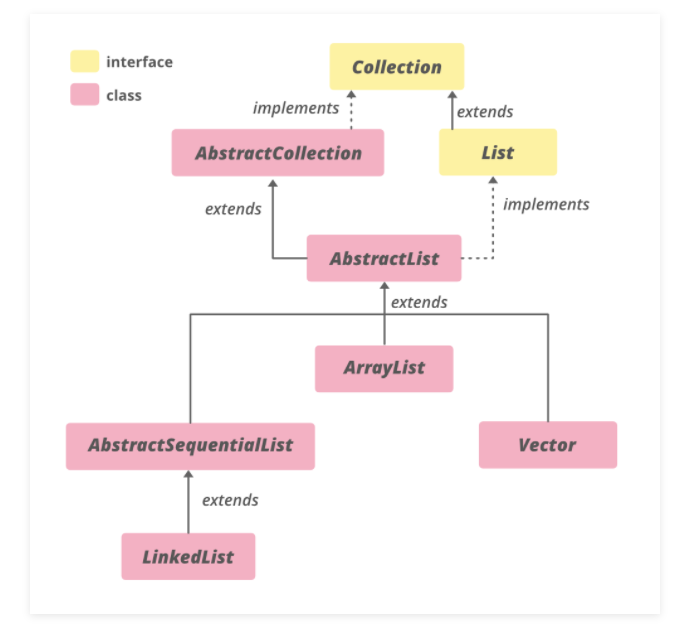 interface
class
Collection
implements
extends
AbstractCollection
List
extends
implements
AbstractList
extends
ArrayList
AbstractSequentialList
Vector
extends
LinkedList